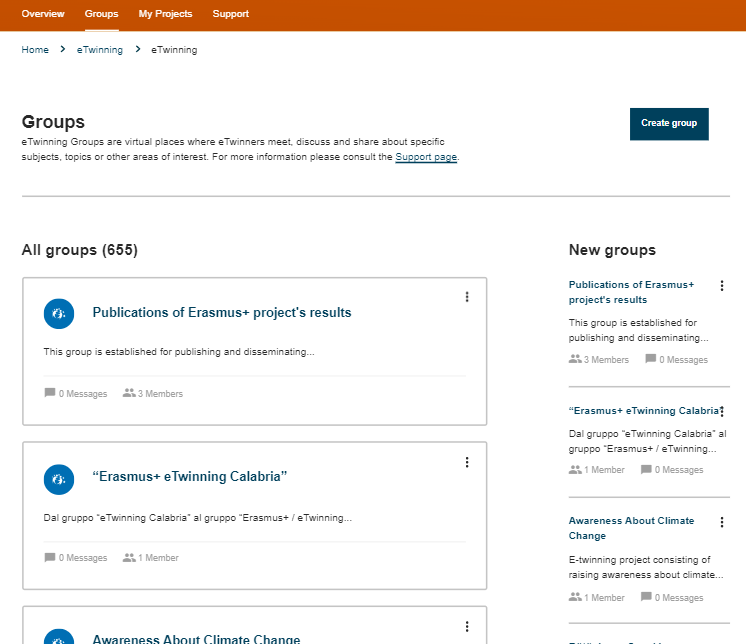 Overview Groups My Projects Support
Home > eTwinning > eTwinning
Groups
Create group
eTwinning Groups are virtual places where eTwinners meet, discuss and share about specific
subjects, topics or other areas of interest. For more information please consult the Support page.
All groups (655)
Publications of Erasmus+ project's results
This group is established for publishing and disseminating...
0 Messages 3 Members
“Erasmus+ eTwinning Calabria”
Dal gruppo “eTwinning Calabria” al gruppo “Erasmus+ / eTwinning...
0 Messages 1 Member
Awareness About Climate Change
New groups
Publications of Erasmus+
project's results
This group is established for
publishing and disseminating...
3 Members 0 Messages
“Erasmus+ eTwinning Calabria”
Dal gruppo “eTwinning Calabria” al
gruppo “Erasmus+ / eTwinning...
1 Member 0 Messages
Awareness About Climate
Change
E-twinning project consisting of
raising awareness about climate...
1 Member 0 Messages